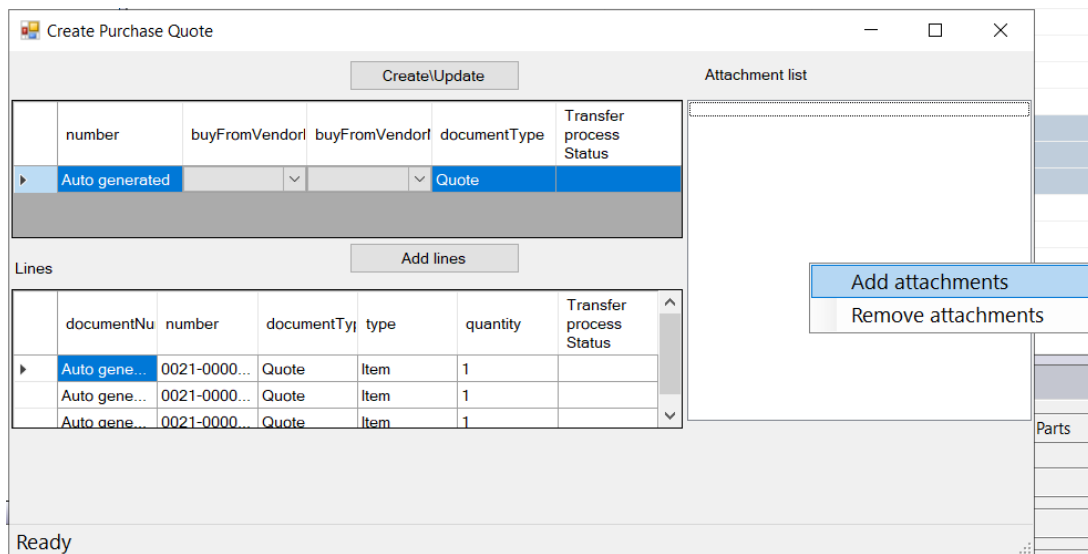 Create Purchase Quote
Create\Update
Attachment list
number buyFromVendorI buyFromVendorN documentType Transfer process Status
Auto generated Quote
Lines
Add lines
Add attachments
Remove attachments
documentNu number documentTyp type quantity Transfer process Status
Auto gene... 0021-0000... Quote Item 1
Auto gene... 0021-0000... Quote Item 1
Auto gene... 0021-0000... Quote Item 1
Parts
Ready